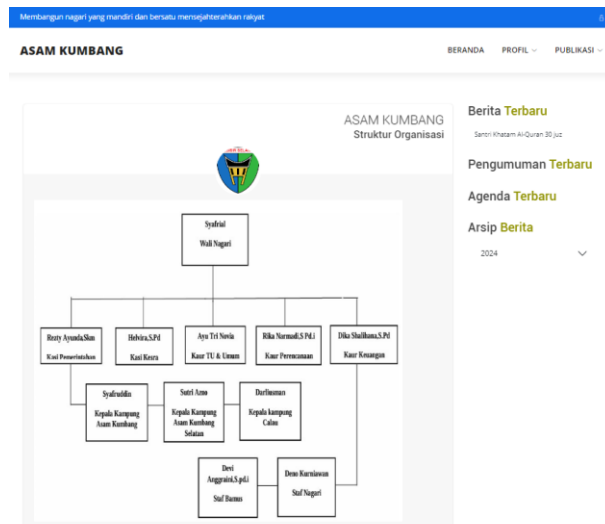 Membangun nagari yang mandiri dan bersatu mensejahterahkan rakyat
ASAM KUMBANG
BERANDA PROFIL PUBLIKASI
ASAM KUMBANG
Struktur Organisasi
Syafrial
Wali Nagari
Rezty Ayunda,Skm
Kasi Pemerintahan
Helvira,S.Pd
Kasi Kesra
Ayu Tri Novia
Kaur TU & Umum
Rika Narmadi,S Pd.i
Kaur Perencanaan
Dika Shalihana,S.Pd
Kaur Keuangan
Syafruddin
Kepala Kampung
Asam Kumbang
Sutri Arno
Kepala Kampung
Asam Kumbang
Selatan
Darliusman
Kepala kampung
Calau
Devi
Anggraini,S.pd.i
Staf Bamus
Deno Kurniawan
Staf Nagari
Berita Terbaru
Santri Khatam Al-Quran 30 juz
Pengumuman Terbaru
Agenda Terbaru
Arsip Berita
2024